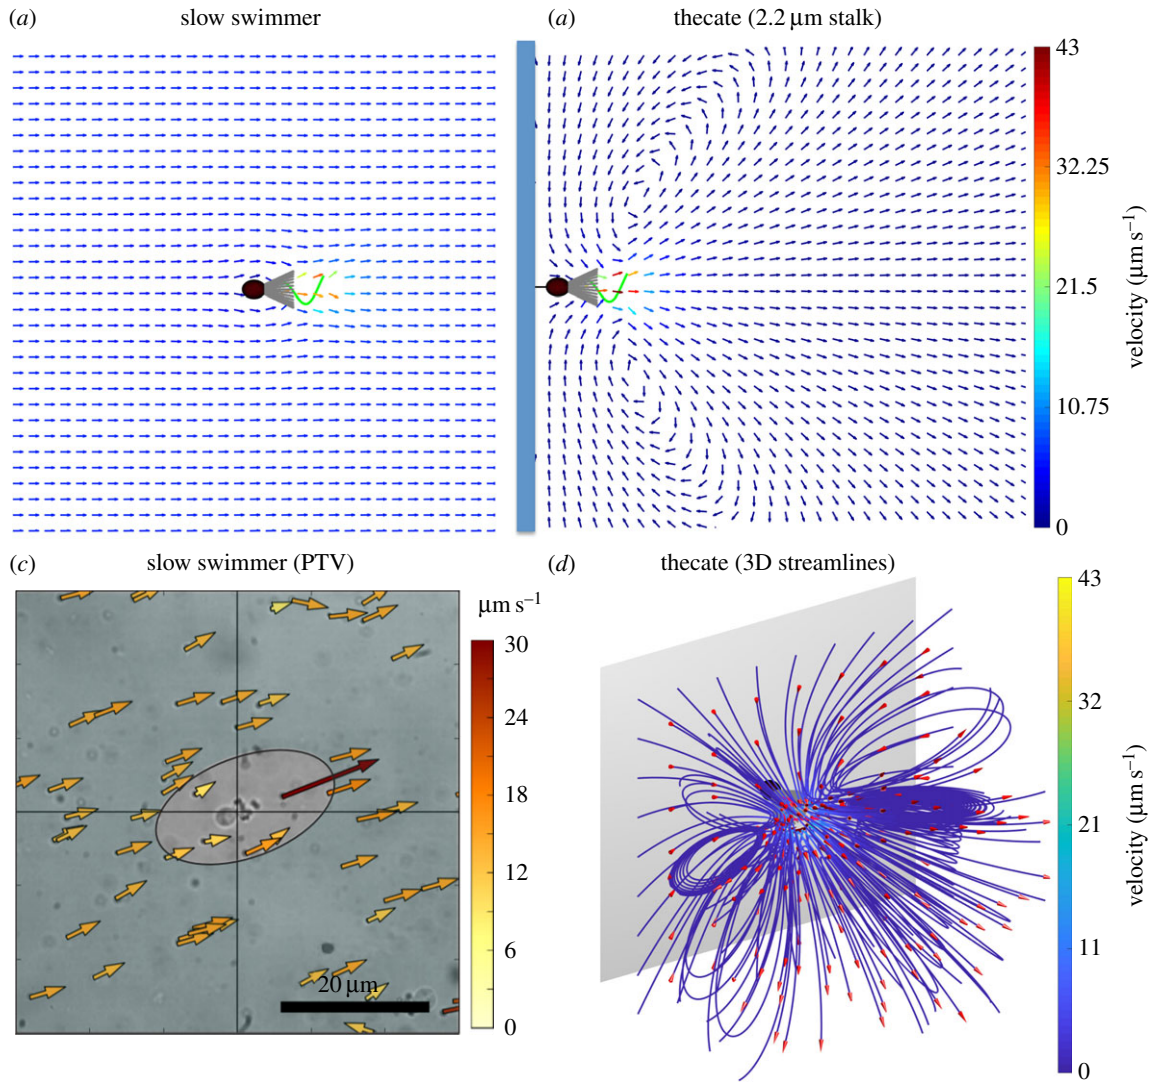 (a) slow swimmer
(a) thecate (2.2 μm stalk)
43
32.25
21.5
10.75
0
velocity (μm s⁻¹)
(c) slow swimmer (PTV)
μm s⁻¹
30
24
18
12
6
0
20 μm
(d) thecate (3D streamlines)
43
32
21
11
0
velocity (μm s⁻¹)